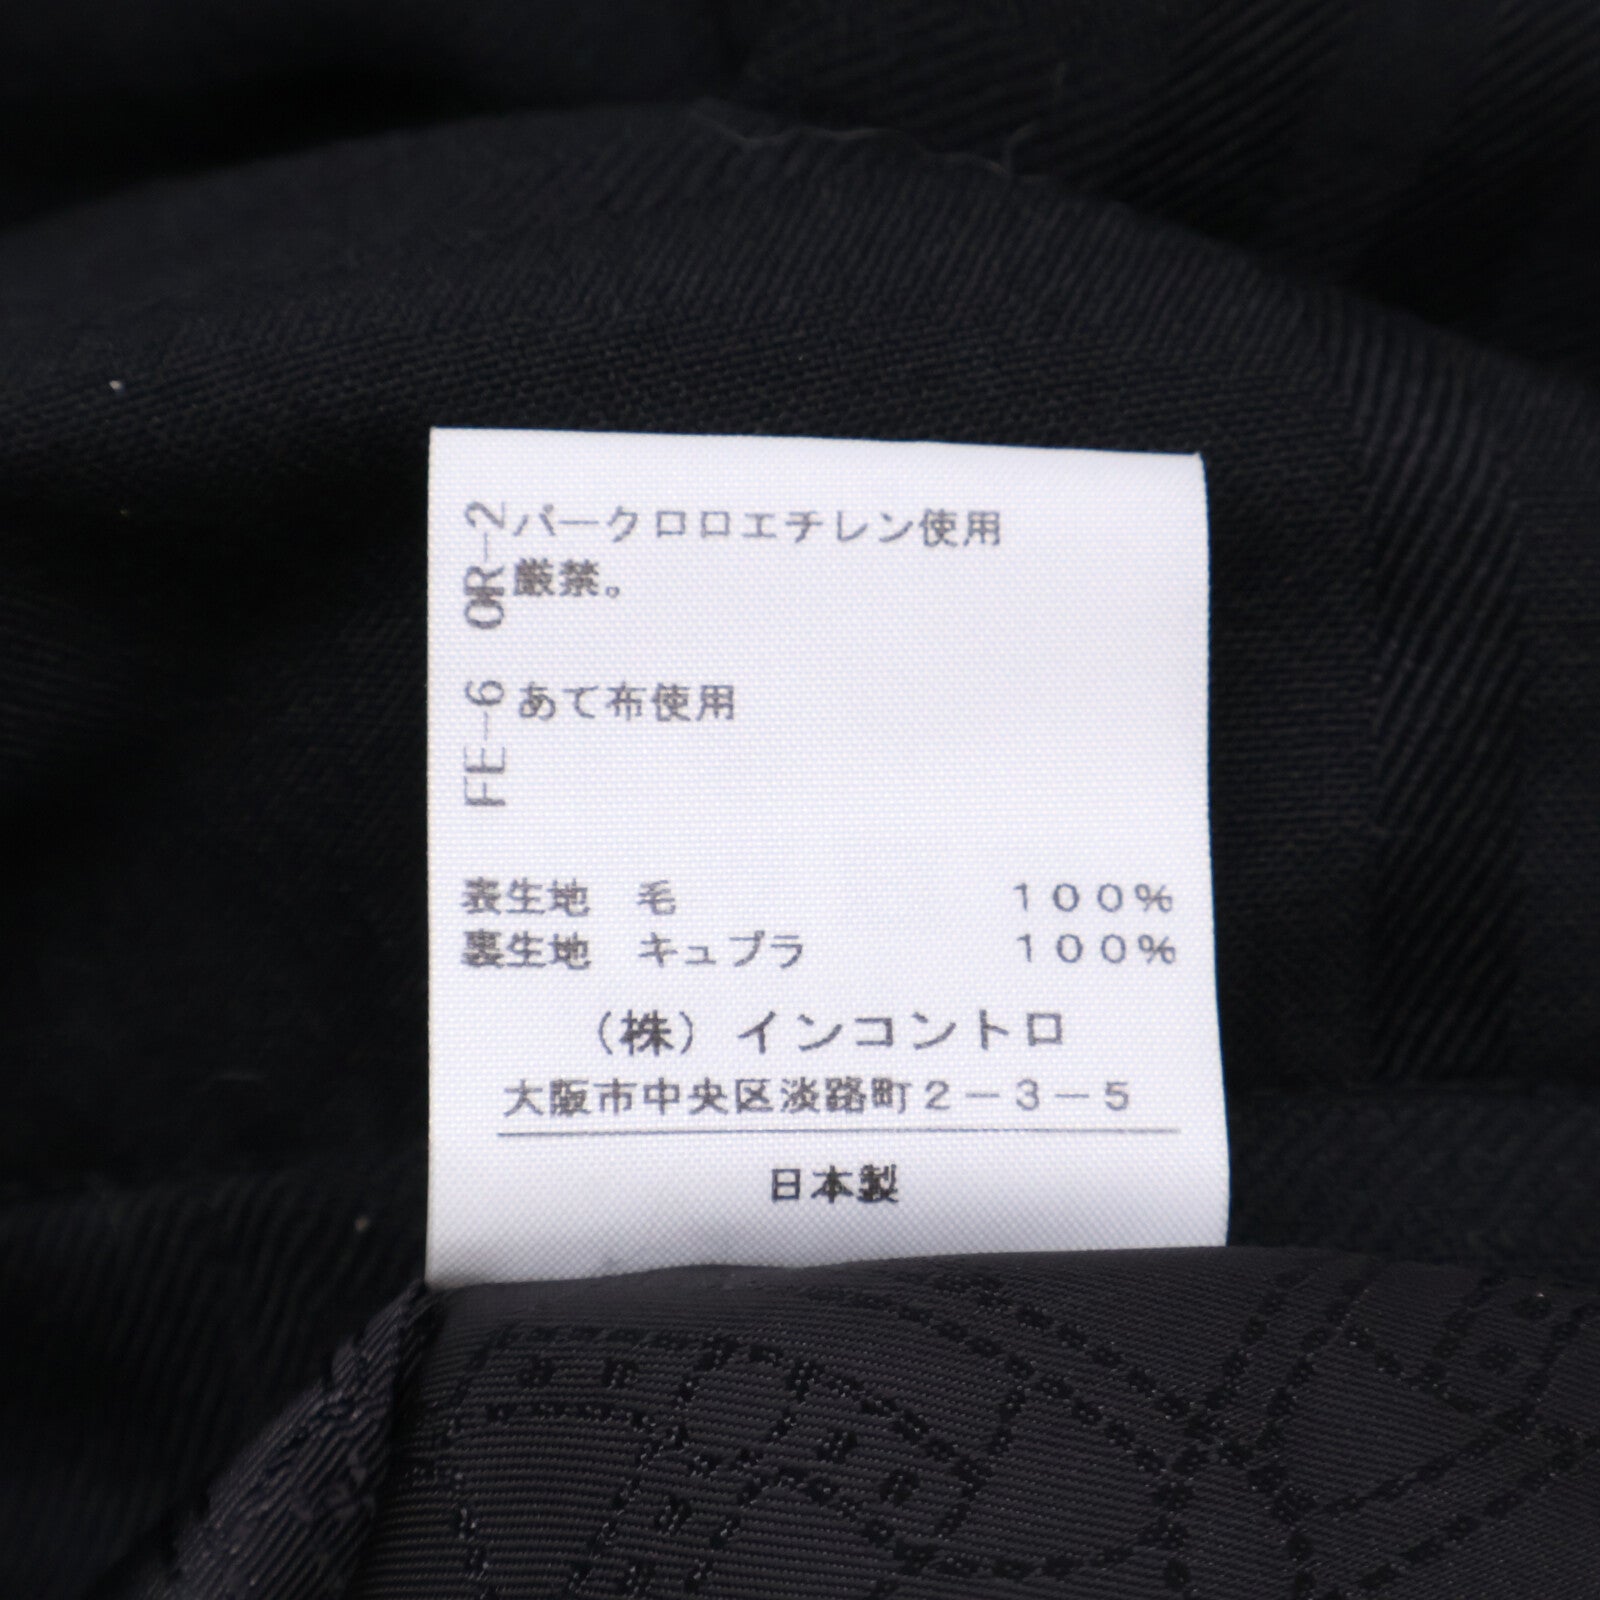 OR-2 パークロロエチレン使用
厳禁。
FE-6 あて布使用
表生地　毛　１００％
裏生地　キュプラ　１００％
（株）インコントロ
大阪市中央区淡路町２－３－５
日本製